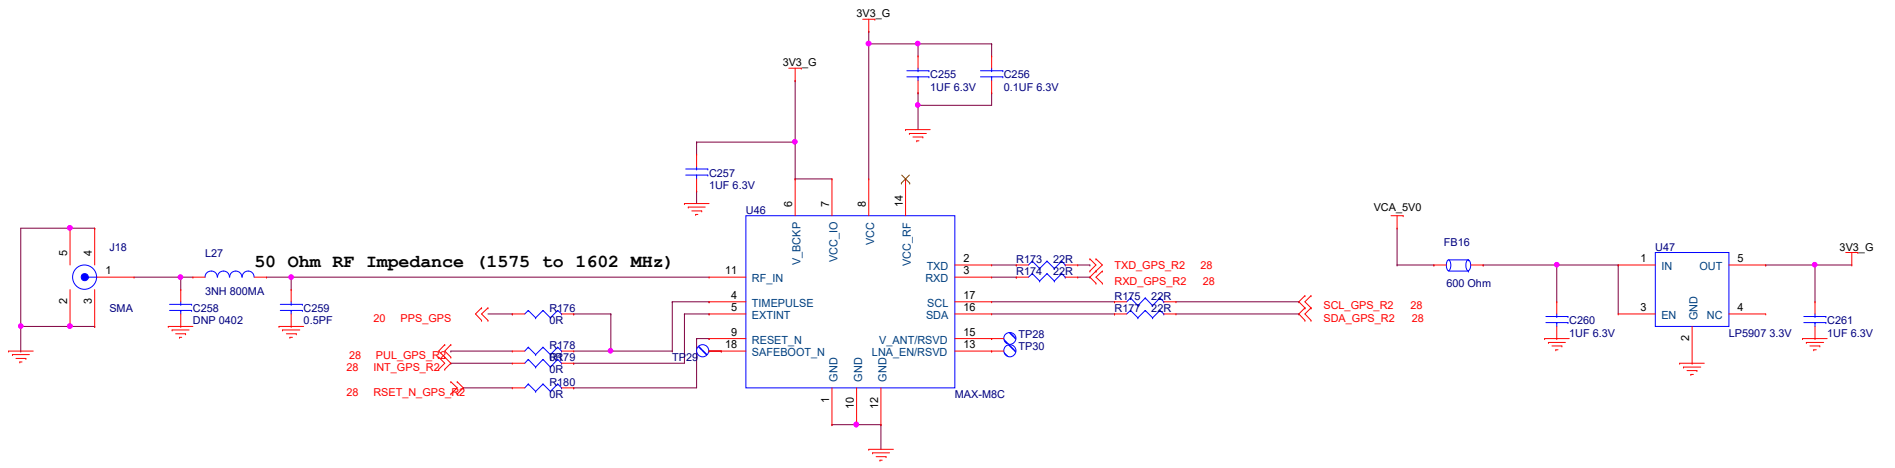 3V3_G
3V3_G
C255
1UF 6.3V
C256
0.1UF 6.3V
C257
1UF 6.3V
6
7
8
14
U46
V_BCKP
VCC_IO
VCC
VCC_RF
VCA_5V0
5
4
J18
1
2
3
SMA
L27
3NH 800MA
50 Ohm RF Impedance (1575 to 1602 MHz)
C258
DNP 0402
C259
0.5PF
11
RF_IN
4
TIMEPULSE
5
EXTINT
9
RESET_N
18
SAFEBOOT_N
20 PPS_GPS
R176
0R
28 PUL_GPS_R2
R178
0R
28 INT_GPS_R2
R179
0R
28 RSET_N_GPS_R2
R180
0R
TP29
TXD
2
R173 22R
TXD_GPS_R2 28
RXD
3
R174 22R
RXD_GPS_R2 28
SCL
17
R175 22R
SCL_GPS_R2 28
SDA
16
R177 22R
SDA_GPS_R2 28
V_ANT/RSVD
15
TP28
LNA_EN/RSVD
13
TP30
GND
GND
GND
1
10
12
MAX-M8C
FB16
600 Ohm
C260
1UF 6.3V
U47
1
IN
OUT
5
3
EN
GND
NC
4
2
LP5907 3.3V
3V3_G
C261
1UF 6.3V